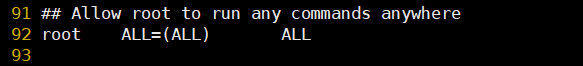 91 ## Allow root to run any commands anywhere
92 root    ALL=(ALL)       ALL
93